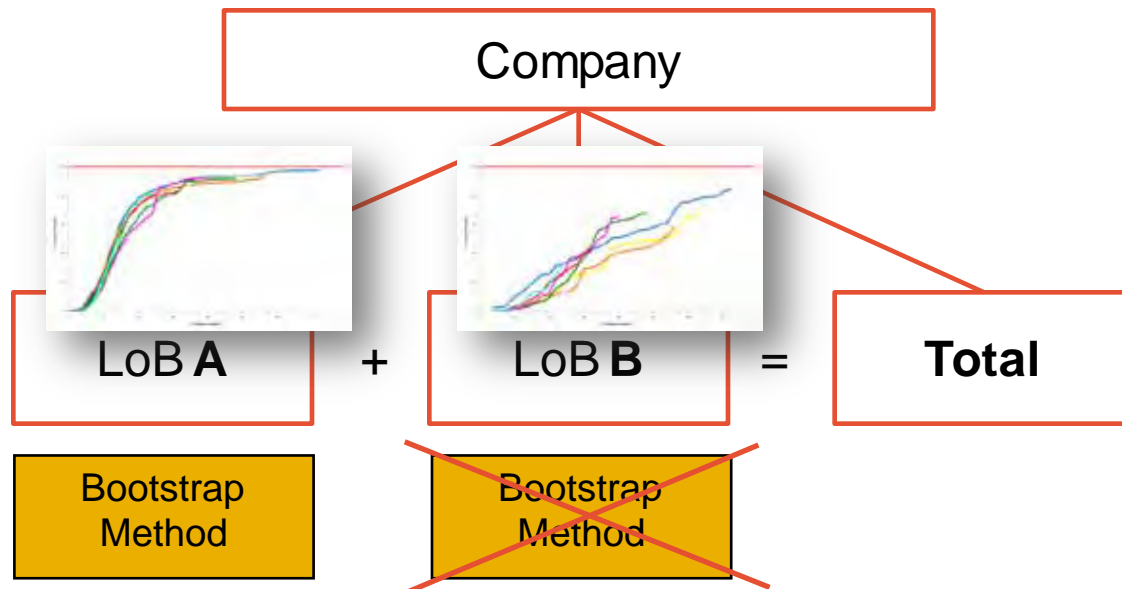 Company
LoB A + LoB B = Total
Bootstrap
Method
Bootstrap
Method